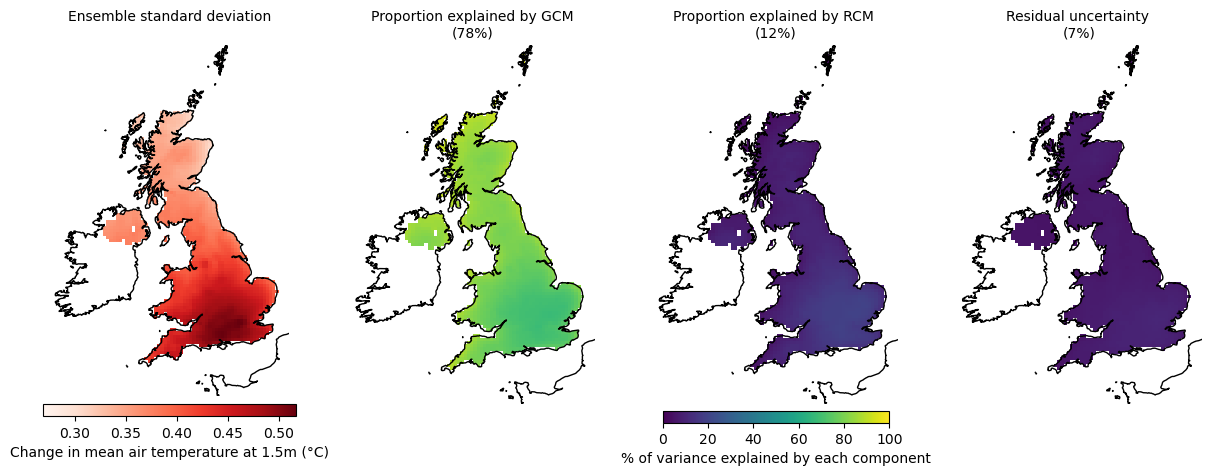 Ensemble standard deviation
Proportion explained by GCM
(78%)
Proportion explained by RCM
(12%)
Residual uncertainty
(7%)
0.30 0.35 0.40 0.45 0.50
Change in mean air temperature at 1.5m (°C)
0 20 40 60 80 100
% of variance explained by each component